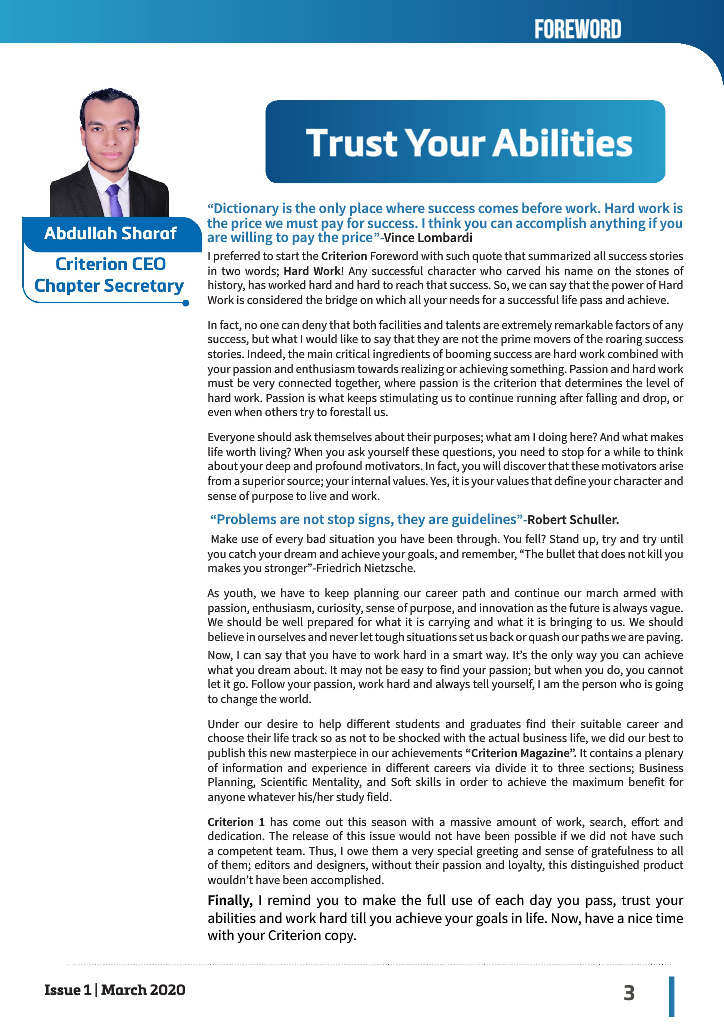 FOREWORD
Trust Your Abilities
Abdullah Sharaf
Criterion CEO
Chapter Secretary
“Dictionary is the only place where success comes before work. Hard work is
the price we must pay for success. I think you can accomplish anything if you
are willing to pay the price”-Vince Lombardi
I preferred to start the Criterion Foreword with such quote that summarized all success stories
in two words; Hard Work! Any successful character who carved his name on the stones of
history, has worked hard and hard to reach that success. So, we can say that the power of Hard
Work is considered the bridge on which all your needs for a successful life pass and achieve.
In fact, no one can deny that both facilities and talents are extremely remarkable factors of any
success, but what I would like to say that they are not the prime movers of the roaring success
stories. Indeed, the main critical ingredients of booming success are hard work combined with
your passion and enthusiasm towards realizing or achieving something. Passion and hard work
must be very connected together, where passion is the criterion that determines the level of
hard work. Passion is what keeps stimulating us to continue running after falling and drop, or
even when others try to forestall us.
Everyone should ask themselves about their purposes; what am I doing here? And what makes
life worth living? When you ask yourself these questions, you need to stop for a while to think
about your deep and profound motivators. In fact, you will discover that these motivators arise
from a superior source; your internal values. Yes, it is your values that define your character and
sense of purpose to live and work.
“Problems are not stop signs, they are guidelines”-Robert Schuller.
Make use of every bad situation you have been through. You fell? Stand up, try and try until
you catch your dream and achieve your goals, and remember, “The bullet that does not kill you
makes you stronger”-Friedrich Nietzsche.
As youth, we have to keep planning our career path and continue our march armed with
passion, enthusiasm, curiosity, sense of purpose, and innovation as the future is always vague.
We should be well prepared for what it is carrying and what it is bringing to us. We should
believe in ourselves and never let tough situations set us back or quash our paths we are paving.
Now, I can say that you have to work hard in a smart way. It’s the only way you can achieve
what you dream about. It may not be easy to find your passion; but when you do, you cannot
let it go. Follow your passion, work hard and always tell yourself, I am the person who is going
to change the world.
Under our desire to help different students and graduates find their suitable career and
choose their life track so as not to be shocked with the actual business life, we did our best to
publish this new masterpiece in our achievements “Criterion Magazine”. It contains a plenary
of information and experience in different careers via divide it to three sections; Business
Planning, Scientific Mentality, and Soft skills in order to achieve the maximum benefit for
anyone whatever his/her study field.
Criterion 1 has come out this season with a massive amount of work, search, effort and
dedication. The release of this issue would not have been possible if we did not have such
a competent team. Thus, I owe them a very special greeting and sense of gratefulness to all
of them; editors and designers, without their passion and loyalty, this distinguished product
wouldn’t have been accomplished.
Finally, I remind you to make the full use of each day you pass, trust your
abilities and work hard till you achieve your goals in life. Now, have a nice time
with your Criterion copy.
Issue 1 | March 2020
3